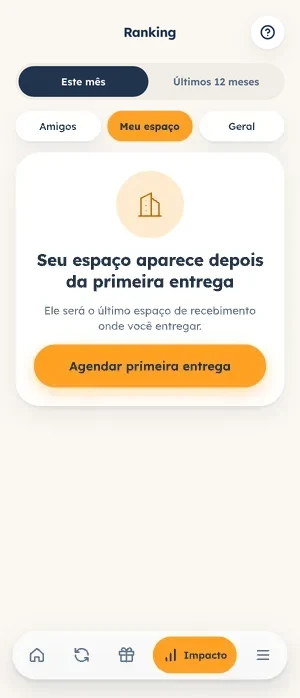 Ranking
Este mês
Últimos 12 meses
Amigos
Meu espaço
Geral
Seu espaço aparece depois
da primeira entrega
Ele será o último espaço de recebimento
onde você entregar.
Agendar primeira entrega
Impacto